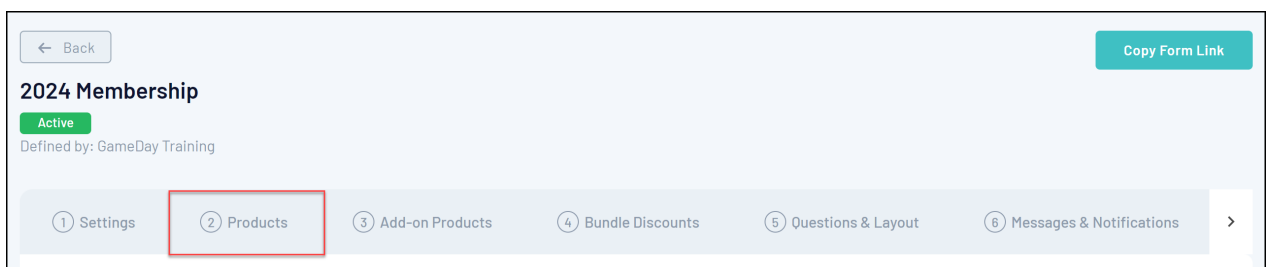 ← Back
Copy Form Link
2024 Membership
Active
Defined by: GameDay Training
1 Settings 2 Products 3 Add-on Products 4 Bundle Discounts 5 Questions & Layout 6 Messages & Notifications >